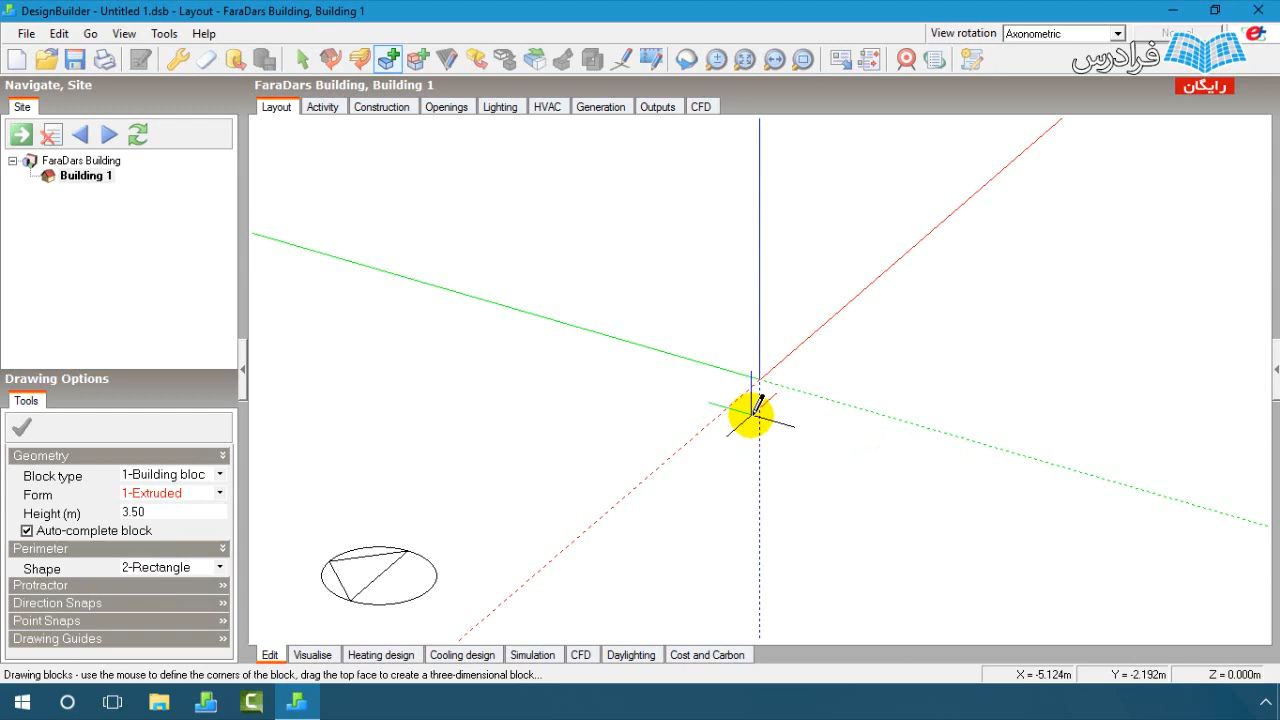 DesignBuilder - Untitled 1.dsb - Layout - FaraDars Building, Building 1
File Edit Go View Tools Help
View rotation Axonometric Normal
فرادرس
رایگان
Navigate, Site
Site
FaraDars Building
Building 1
FaraDars Building, Building 1
Layout Activity Construction Openings Lighting HVAC Generation Outputs CFD
Drawing Options
Tools
Geometry
Block type 1-Building bloc
Form 1-Extruded
Height (m) 3.50
Auto-complete block
Perimeter
Shape 2-Rectangle
Protractor
Direction Snaps
Point Snaps
Drawing Guides
Edit Visualise Heating design Cooling design Simulation CFD Daylighting Cost and Carbon
Drawing blocks - use the mouse to define the corners of the block, drag the top face to create a three-dimensional block...
X = -5.124m Y = -2.192m Z = 0.000m